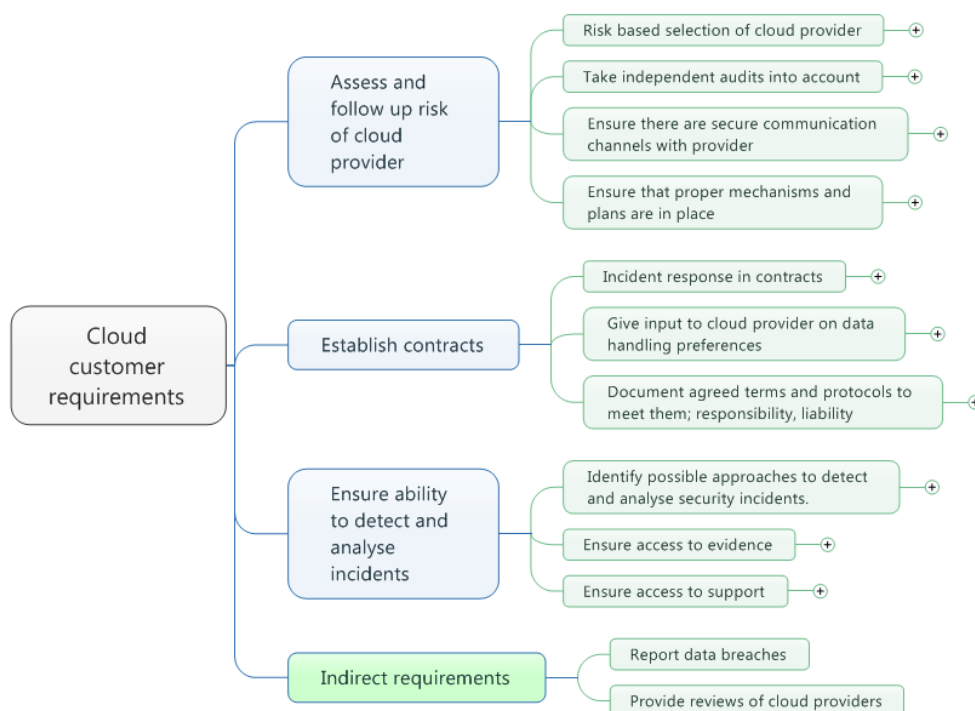 Cloud
customer
requirements
Assess and
follow up risk
of cloud
provider
Risk based selection of cloud provider
Take independent audits into account
Ensure there are secure communication
channels with provider
Ensure that proper mechanisms and
plans are in place
Establish contracts
Incident response in contracts
Give input to cloud provider on data
handling preferences
Document agreed terms and protocols to
meet them; responsibility, liability
Ensure ability
to detect and
analyse
incidents
Identify possible approaches to detect
and analyse security incidents.
Ensure access to evidence
Ensure access to support
Indirect requirements
Report data breaches
Provide reviews of cloud providers